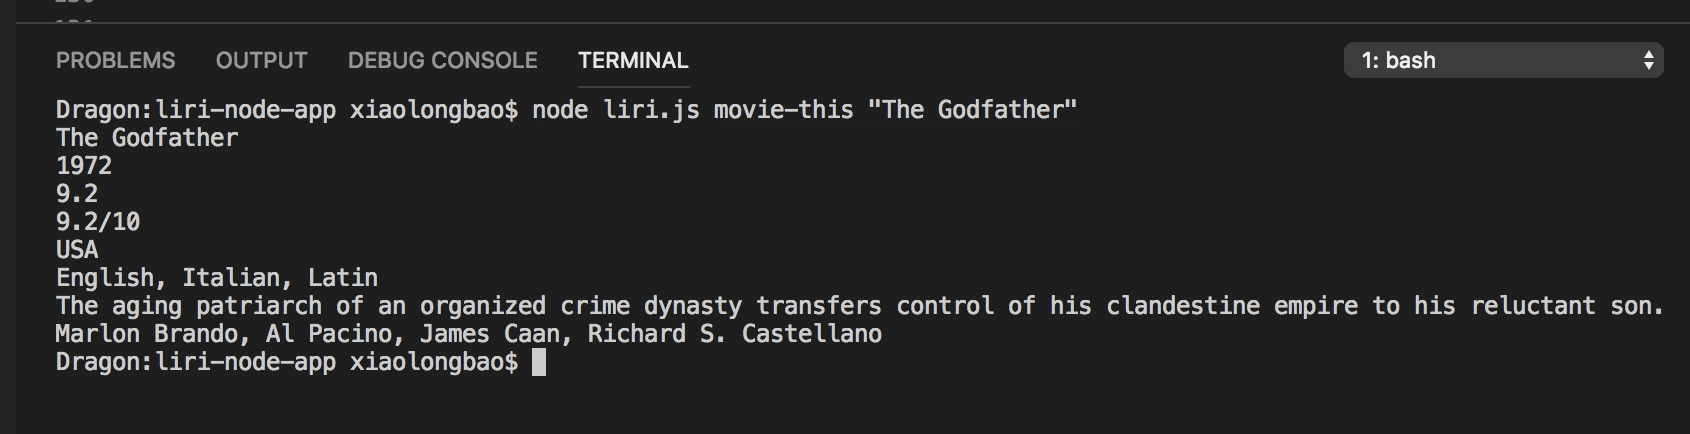 PROBLEMS OUTPUT DEBUG CONSOLE TERMINAL 1: bash
Dragon:liri-node-app xiaolongbao$ node liri.js movie-this "The Godfather"
The Godfather
1972
9.2
9.2/10
USA
English, Italian, Latin
The aging patriarch of an organized crime dynasty transfers control of his clandestine empire to his reluctant son.
Marlon Brando, Al Pacino, James Caan, Richard S. Castellano
Dragon:liri-node-app xiaolongbao$